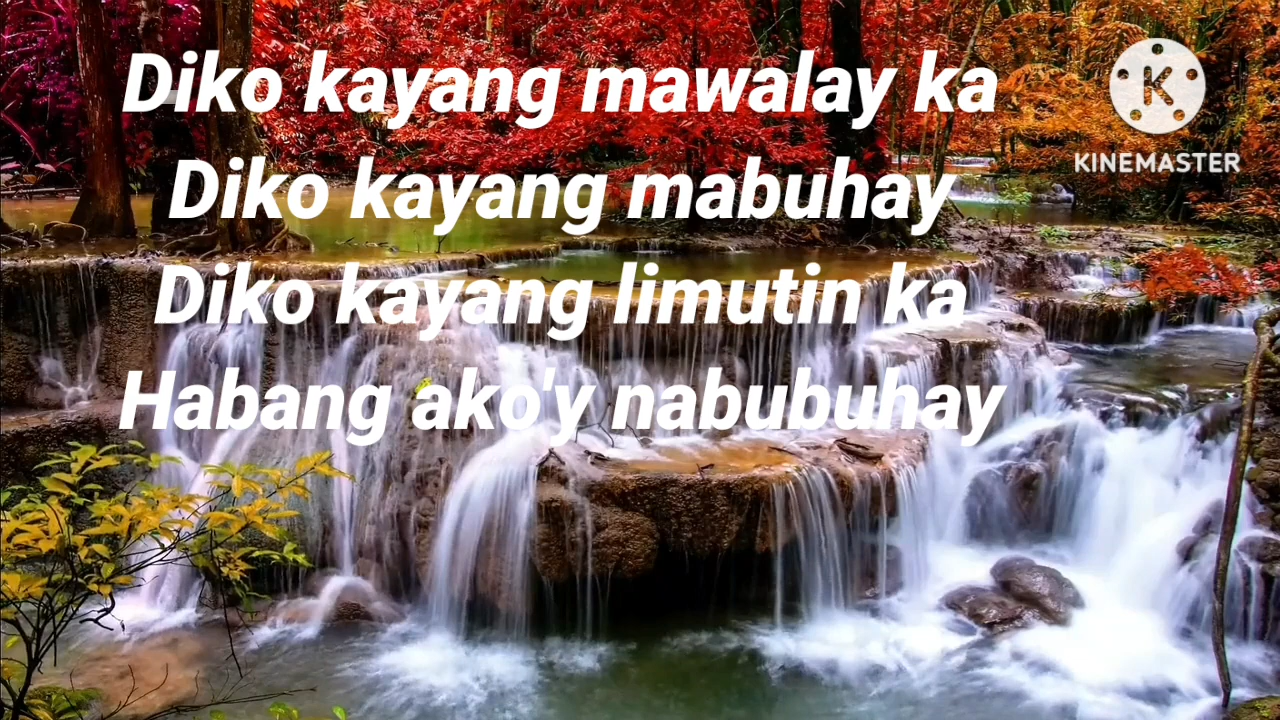 Diko kayang mawalay ka
Diko kayang mabuhay
Diko kayang limutin ka
Habang ako'y nabubuhay
K
KINEMASTER